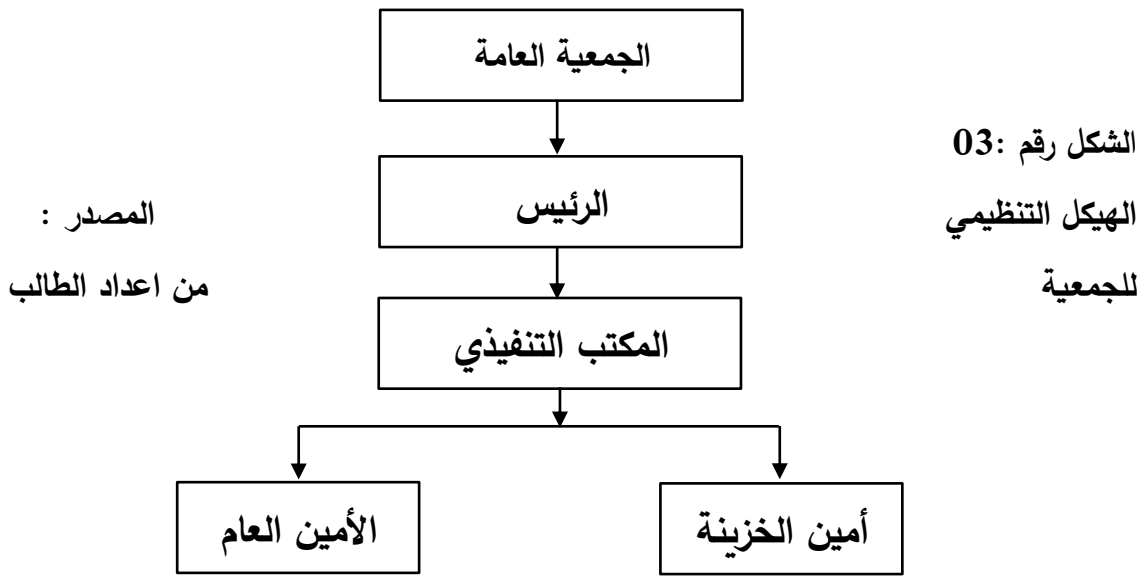 الجمعية العامة
الشكل رقم :03
الهيكل التنظيمي
للجمعية
الرئيس
المصدر :
من اعداد الطالب
المكتب التنفيذي
أمين الخزينة
الأمين العام